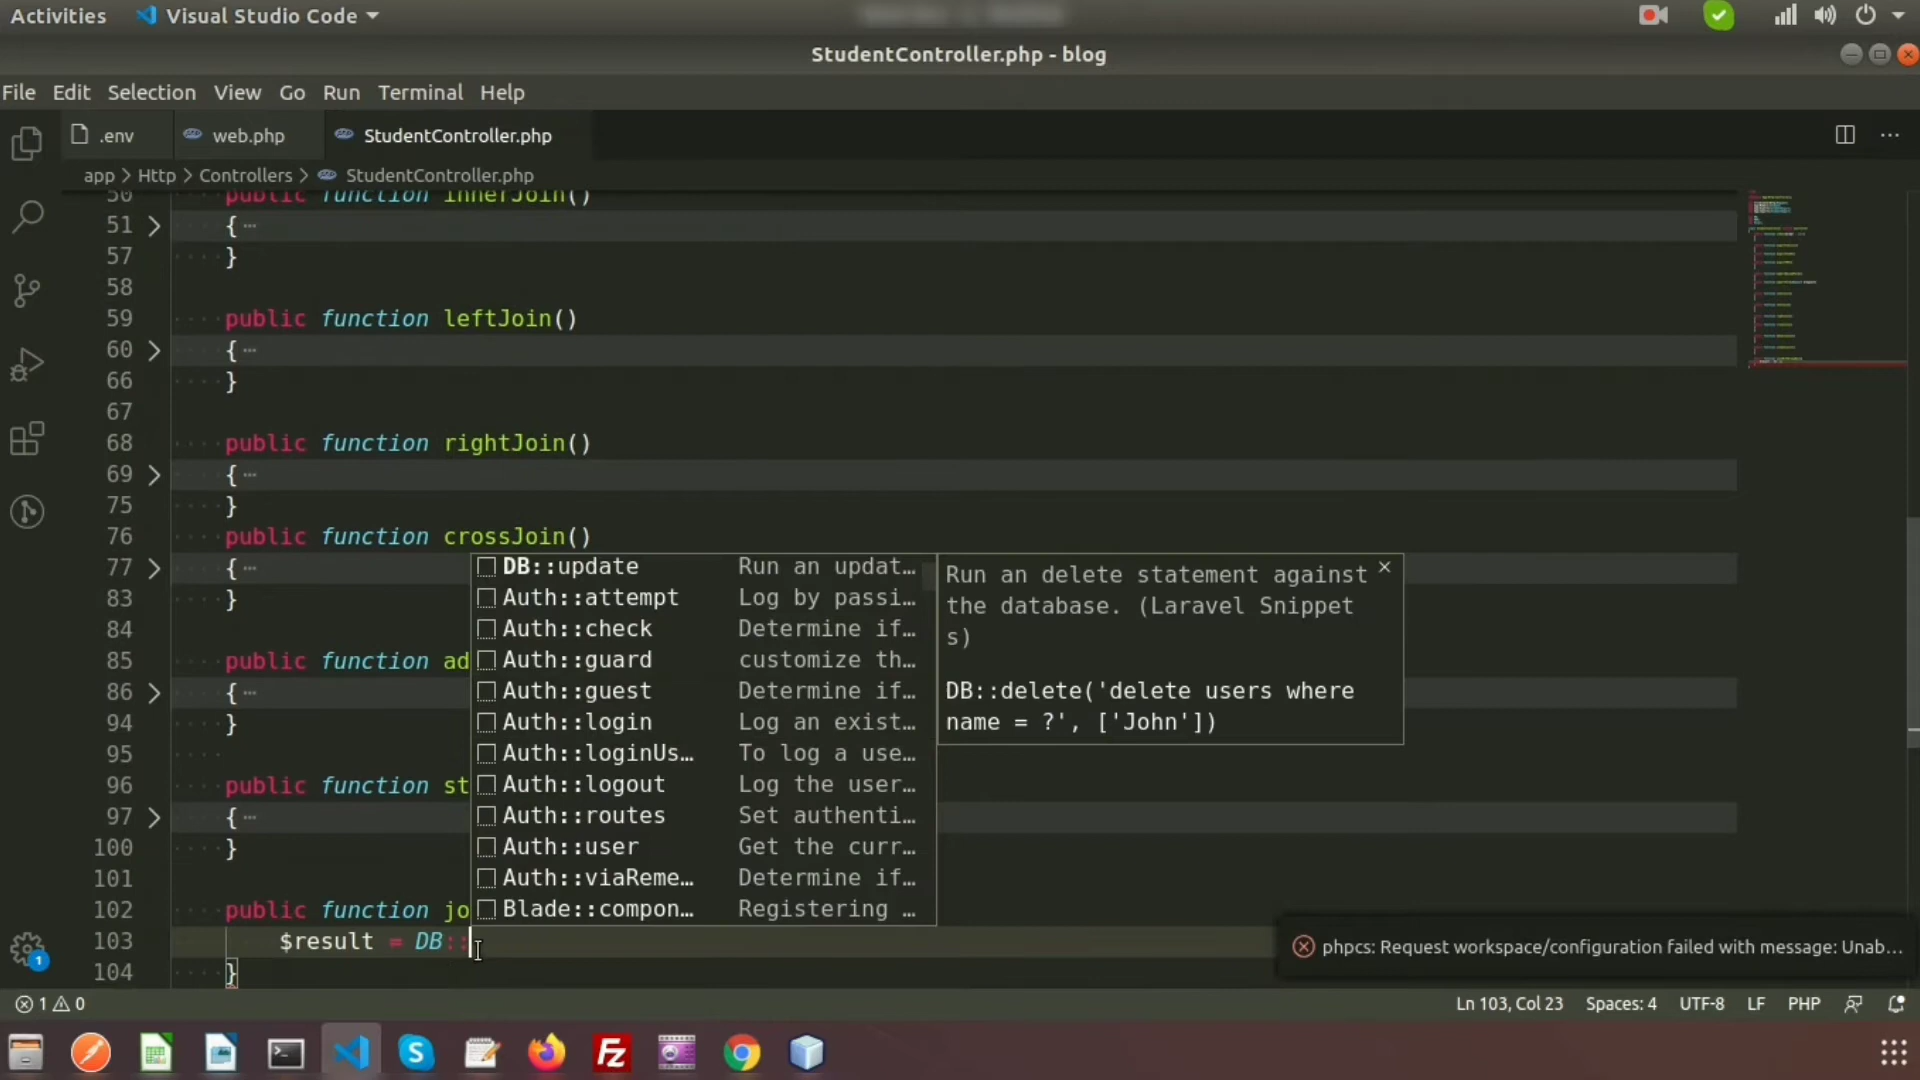 Activities Visual Studio Code
StudentController.php - blog
File Edit Selection View Go Run Terminal Help
.env web.php StudentController.php ...
app > Http > Controllers > StudentController.php
50 public function innerJoin()
51 > { ...
57 }
58
59 public function leftJoin()
60 > { ...
66 }
67
68 public function rightJoin()
69 > { ...
75 }
76 public function crossJoin()
77 > { ...
83 }
84
85 public function ad
86 > { ...
94 }
95
96 public function st
97 > { ...
100 }
101
102 public function jo
103 $result = DB::
104 }
DB::update Run an updat…
Auth::attempt Log by passi…
Auth::check Determine if…
Auth::guard customize th…
Auth::guest Determine if…
Auth::login Log an exist…
Auth::loginUs… To log a use…
Auth::logout Log the user…
Auth::routes Set authenti…
Auth::user Get the curr…
Auth::viaReme… Determine if…
Blade::compon… Registering …
Run an delete statement against
the database. (Laravel Snippet
s)
DB::delete('delete users where
name = ?', ['John'])
phpcs: Request workspace/configuration failed with message: Unab...
1 0 Ln 103, Col 23 Spaces: 4 UTF-8 LF PHP
1
Fz